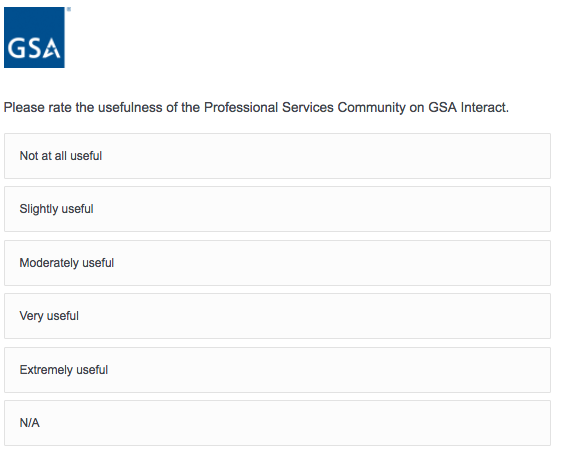 GSA
Please rate the usefulness of the Professional Services Community on GSA Interact.
Not at all useful
Slightly useful
Moderately useful
Very useful
Extremely useful
N/A